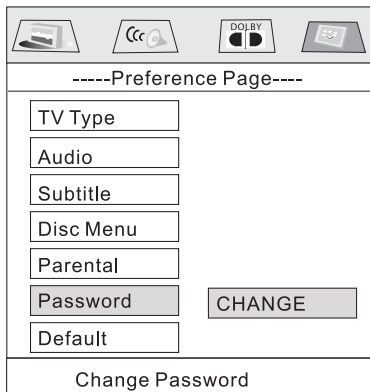 DOLBY
-----Preference Page----
TV Type
Audio
Subtitle
Disc Menu
Parental
Password CHANGE
Default
Change Password